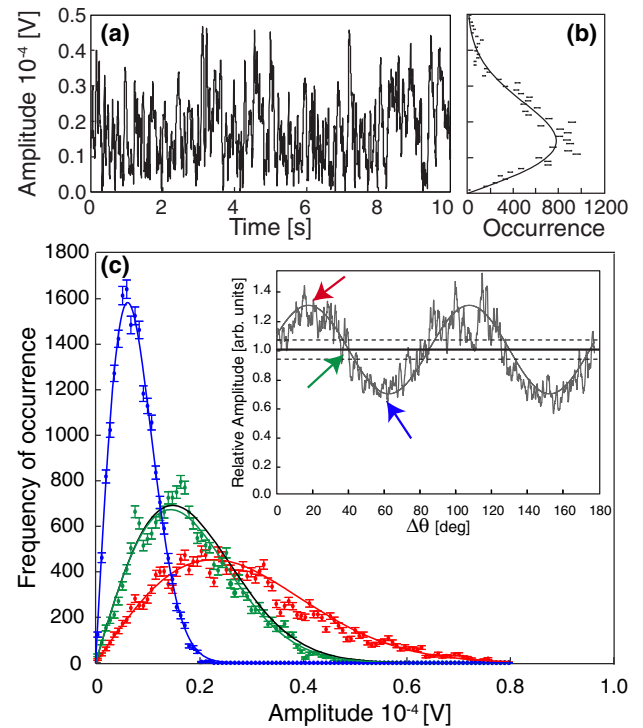 (a)
Amplitude 10⁻⁴ [V]
0.5
0.4
0.3
0.2
0.1
0.0
0 2 4 6 8 10
Time [s]
(b)
0 400 800 1200
Occurrence
(c)
Frequency of occurrence
1800
1600
1400
1200
1000
800
600
400
200
0
0 0.2 0.4 0.6 0.8 1.0
Amplitude 10⁻⁴ [V]
Relative Amplitude [arb. units]
1.4
1.2
1.0
0.8
0.6
1.4
1.2
0.0
0 20 40 60 80 100 120 140 160 180
Δθ [deg]